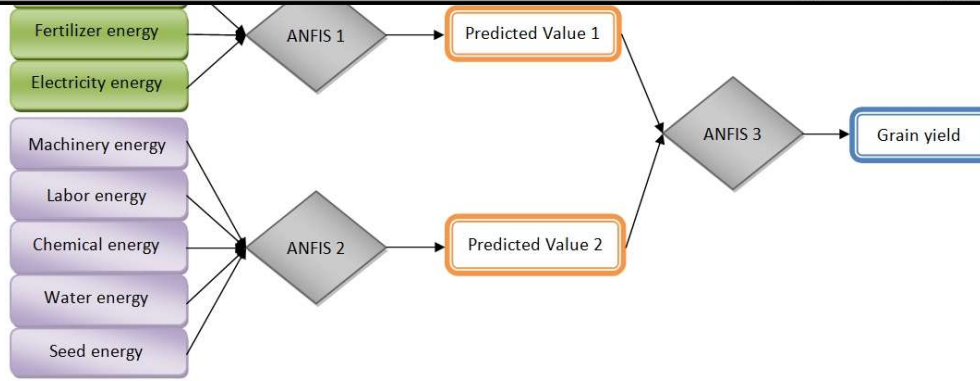 Fertilizer energy
Electricity energy
ANFIS 1
Predicted Value 1
Machinery energy
Labor energy
Chemical energy
Water energy
Seed energy
ANFIS 2
Predicted Value 2
ANFIS 3
Grain yield